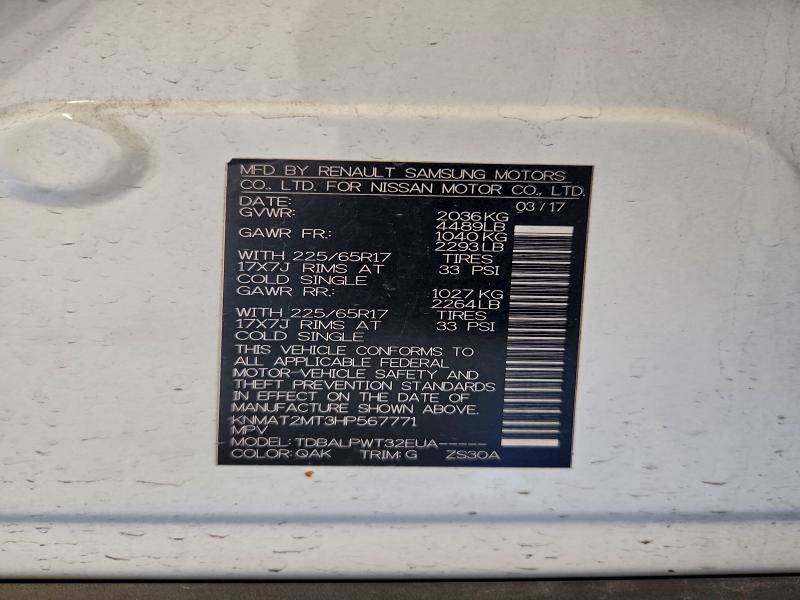 MFD BY RENAULT SAMSUNG MOTORS
CO., LTD. FOR NISSAN MOTOR CO., LTD.
DATE: 03/17
GVWR: 2036KG
4489LB
GAWR FR.: 1040KG
2293LB
WITH 225/65R17 TIRES
17X7J RIMS AT 33 PSI
COLD SINGLE
GAWR RR.: 1027KG
2264LB
WITH 225/65R17 TIRES
17X7J RIMS AT 33 PSI
COLD SINGLE
THIS VEHICLE CONFORMS TO
ALL APPLICABLE FEDERAL
MOTOR-VEHICLE SAFETY AND
THEFT PREVENTION STANDARDS
IN EFFECT ON THE DATE OF
MANUFACTURE SHOWN ABOVE.
KNMAT2MT3HP567771
MPV
MODEL: TDBALPWT32EUA-----
COLOR: QAK TRIM: G ZS30A